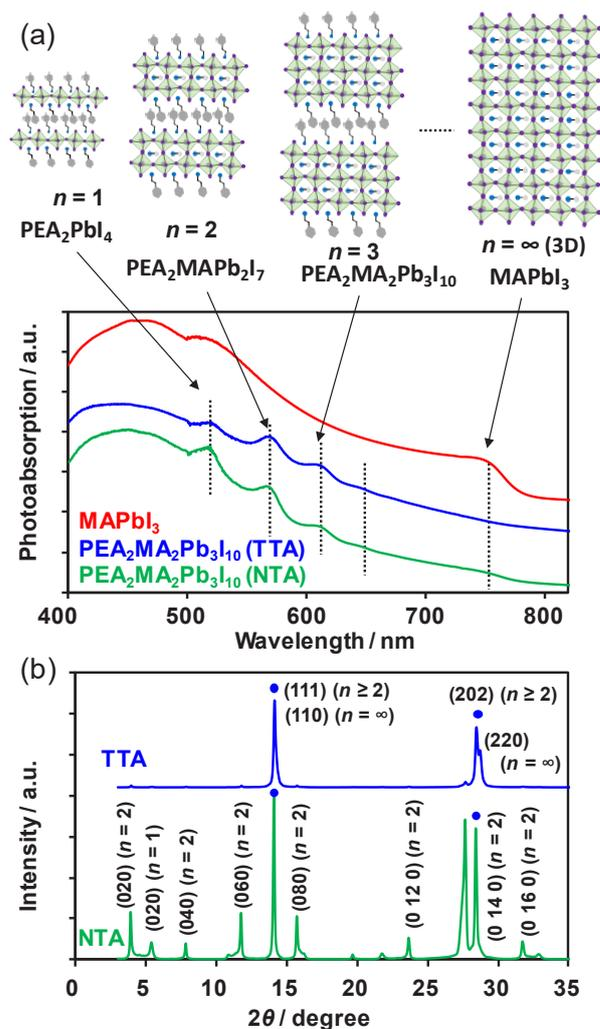 (a)
n = 1
PEA₂PbI₄
n = 2
PEA₂MAPb₂I₇
n = 3
PEA₂MA₂Pb₃I₁₀
n = ∞ (3D)
MAPbI₃
Photoabsorption / a.u.
MAPbI₃
PEA₂MA₂Pb₃I₁₀ (TTA)
PEA₂MA₂Pb₃I₁₀ (NTA)
400 500 600 700 800
Wavelength / nm
(b)
Intensity / a.u.
TTA
(111) (n ≥ 2)
(110) (n = ∞)
(202) (n ≥ 2)
(220)
(n = ∞)
NTA
(020) (n = 2)
(020) (n = 1)
(040) (n = 2)
(060) (n = 2)
(080) (n = 2)
(0 12 0) (n = 2)
(0 14 0) (n = 2)
(0 16 0) (n = 2)
0 5 10 15 20 25 30 35
2θ / degree